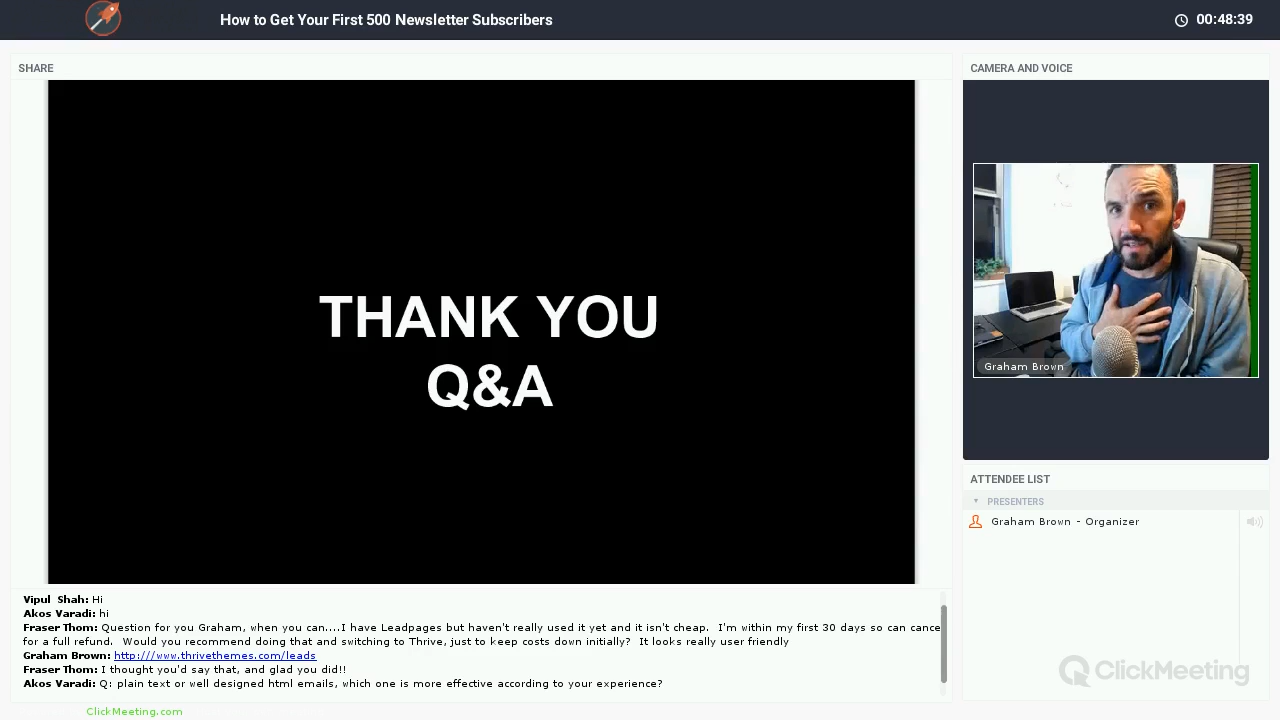 How to Get Your First 500 Newsletter Subscribers
00:48:39
SHARE
THANK YOU
Q&A
Vipul Shah: Hi
Akos Varadi: hi
Fraser Thom: Question for you Graham, when you can....I have Leadpages but haven't really used it yet and it isn't cheap. I'm within my first 30 days so can cance
for a full refund. Would you recommend doing that and switching to Thrive, just to keep costs down initially? It looks really user friendly
Graham Brown: http:///www.thrivethemes.com/leads
Fraser Thom: I thought you'd say that, and glad you did!!
Akos Varadi: Q: plain text or well designed html emails, which one is more effective according to your experience?
ClickMeeting.com
CAMERA AND VOICE
Graham Brown
ATTENDEE LIST
PRESENTERS
Graham Brown - Organizer
ClickMeeting